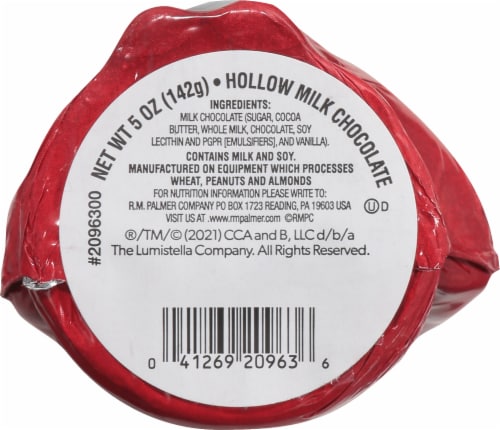 NET WT 5 OZ (142g) • HOLLOW MILK CHOCOLATE
INGREDIENTS:
MILK CHOCOLATE (SUGAR, COCOA
BUTTER, WHOLE MILK, CHOCOLATE, SOY
LECITHIN AND PGPR [EMULSIFIERS], AND VANILLA).
CONTAINS MILK AND SOY.
MANUFACTURED ON EQUIPMENT WHICH PROCESSES
WHEAT, PEANUTS AND ALMONDS
FOR NUTRITION INFORMATION PLEASE WRITE TO:
R.M. PALMER COMPANY PO BOX 1723 READING, PA 19603 USA
VISIT US AT .www.rmpalmer.com ©RMPC
U D
#2096300
®/TM/© (2021) CCA and B, LLC d/b/a
The Lumistella Company. All Rights Reserved.
0 41269 20963 6